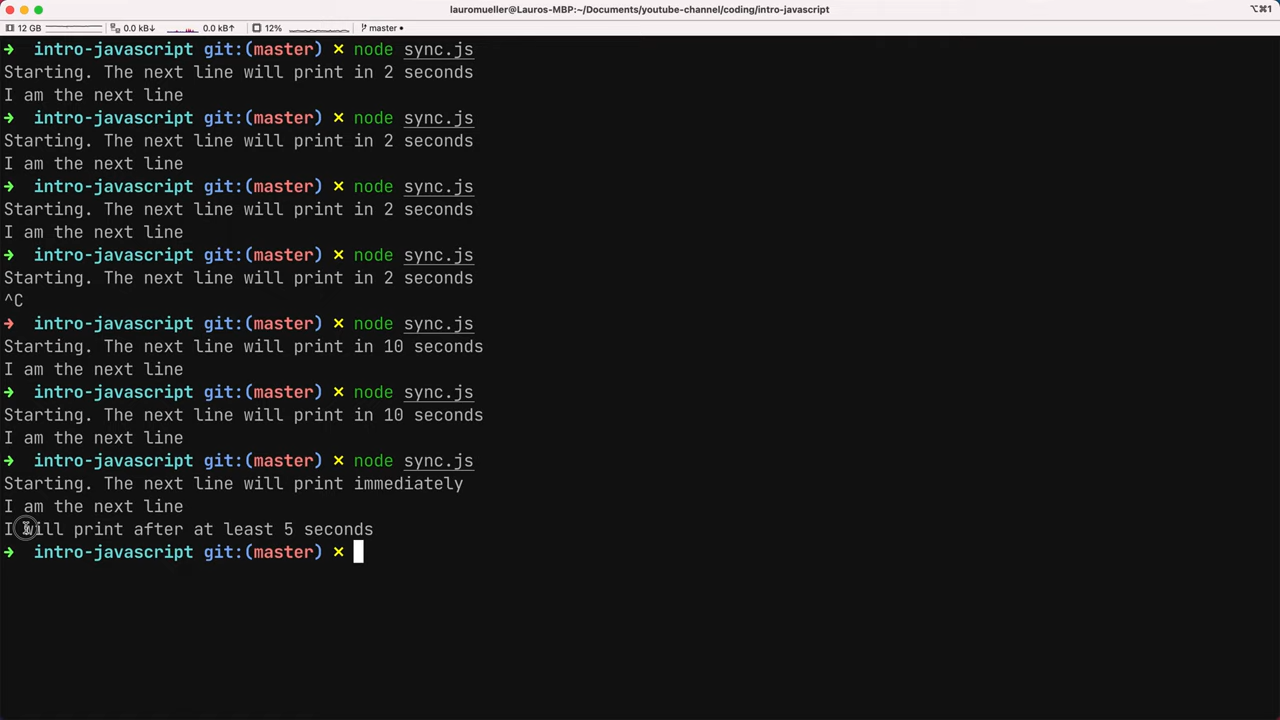 lauromueller@Lauros-MBP:~/Documents/youtube-channel/coding/intro-javascript ⌥⌘1
12 GB 0.0 kB↓ 0.0 kB↑ 12% master •
➜ intro-javascript git:(master) ✗ node sync.js
Starting. The next line will print in 2 seconds
I am the next line
➜ intro-javascript git:(master) ✗ node sync.js
Starting. The next line will print in 2 seconds
I am the next line
➜ intro-javascript git:(master) ✗ node sync.js
Starting. The next line will print in 2 seconds
I am the next line
➜ intro-javascript git:(master) ✗ node sync.js
Starting. The next line will print in 2 seconds
^C
➜ intro-javascript git:(master) ✗ node sync.js
Starting. The next line will print in 10 seconds
I am the next line
➜ intro-javascript git:(master) ✗ node sync.js
Starting. The next line will print in 10 seconds
I am the next line
➜ intro-javascript git:(master) ✗ node sync.js
Starting. The next line will print immediately
I am the next line
I will print after at least 5 seconds
➜ intro-javascript git:(master) ✗